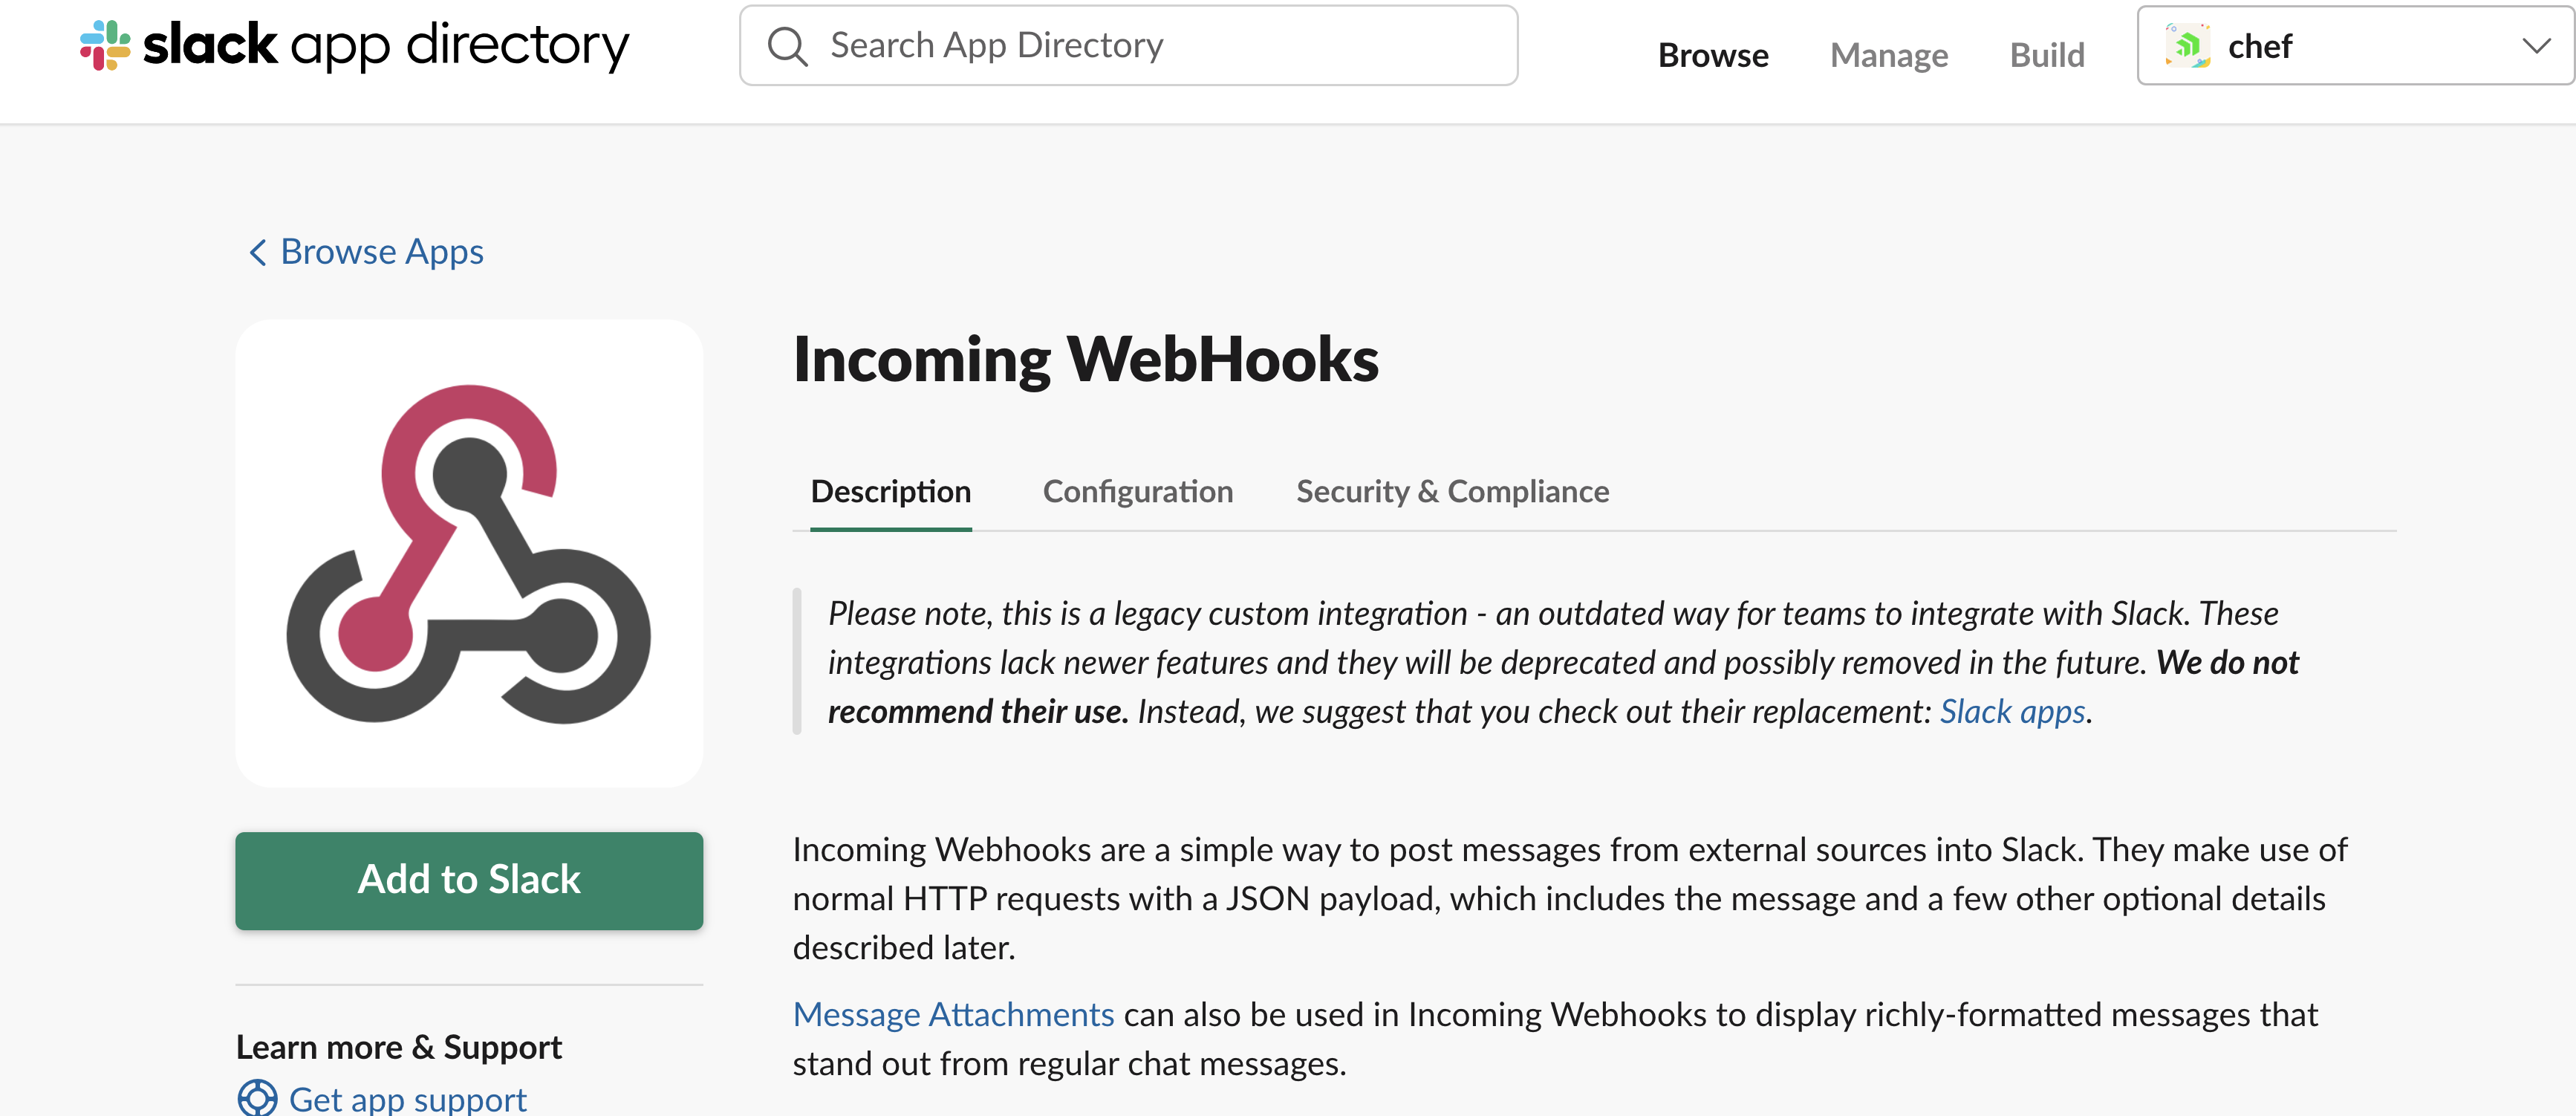 slack app directory
Search App Directory
Browse
Manage
Build
chef
Browse Apps
Incoming WebHooks
Description
Configuration
Security & Compliance
Please note, this is a legacy custom integration - an outdated way for teams to integrate with Slack. These
integrations lack newer features and they will be deprecated and possibly removed in the future. We do not
recommend their use. Instead, we suggest that you check out their replacement: Slack apps.
Add to Slack
Incoming Webhooks are a simple way to post messages from external sources into Slack. They make use of
normal HTTP requests with a JSON payload, which includes the message and a few other optional details
described later.
Message Attachments can also be used in Incoming Webhooks to display richly-formatted messages that
stand out from regular chat messages.
Learn more & Support
Get app support